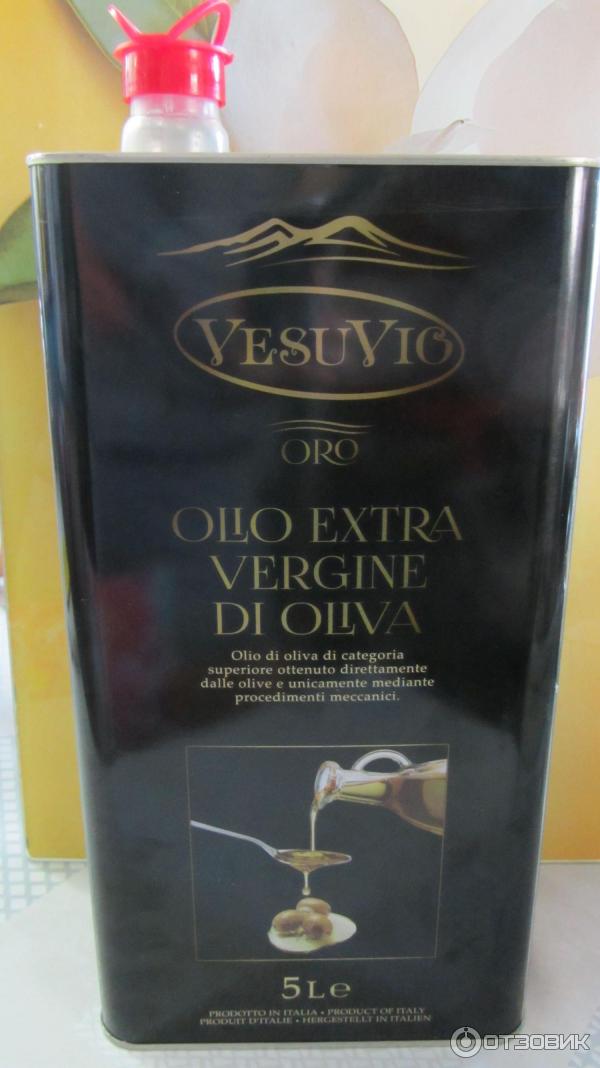 VESUVIO
ORO
OLIO EXTRA
VERGINE
DI OLIVA
Olio di oliva di categoria
superiore ottenuto direttamente
dalle olive e unicamente mediante
procedimenti meccanici.
5Le
PRODOTTO IN ITALIA • PRODUCT OF ITALY
PRODUIT D'ITALIE • HERGESTELLT IN ITALIEN
ОТЗОВИК